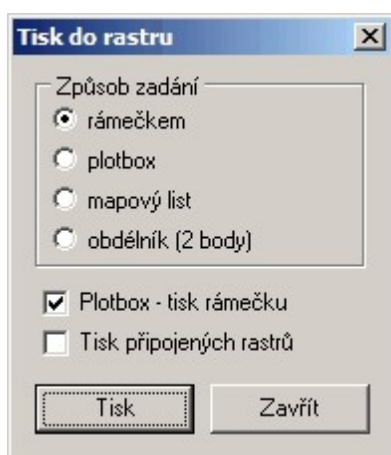 Tisk do rastru
Způsob zadání
rámečkem
plotbox
mapový list
obdélník (2 body)
Plotbox - tisk rámečku
Tisk připojených rastrů
Tisk
Zavřít